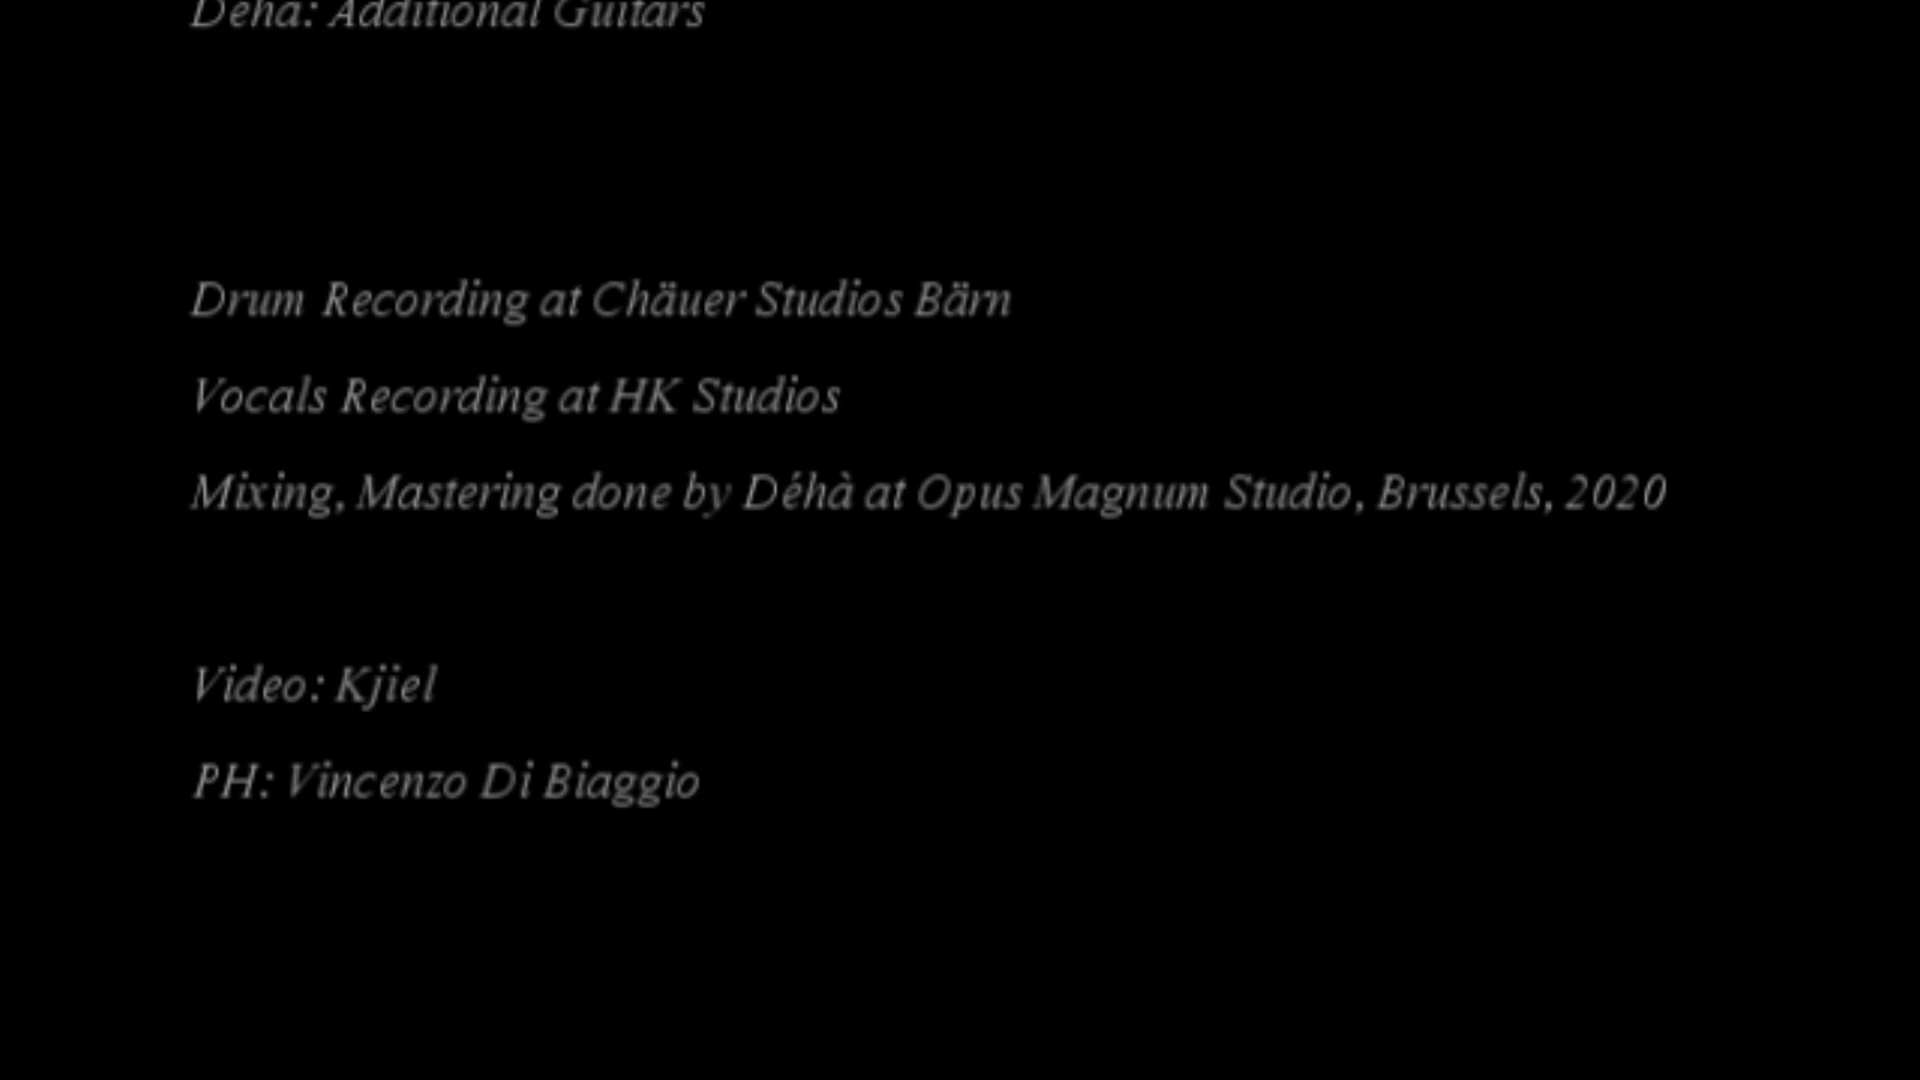 Déhà: Additional Guitars
Drum Recording at Chäuer Studios Bärn
Vocals Recording at HK Studios
Mixing, Mastering done by Déhà at Opus Magnum Studio, Brussels, 2020
Video: Kjiel
PH: Vincenzo Di Biaggio